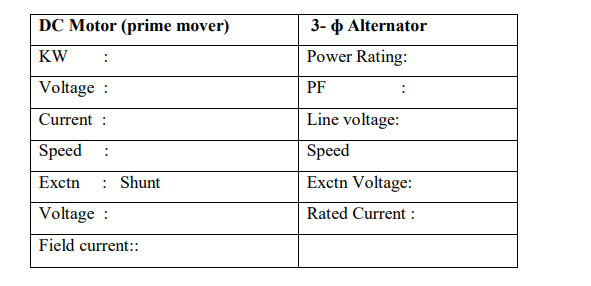 DC Motor (prime mover) 3- ф Alternator
KW : Power Rating:
Voltage : PF :
Current : Line voltage:
Speed : Speed
Exctn : Shunt Exctn Voltage:
Voltage : Rated Current :
Field current::